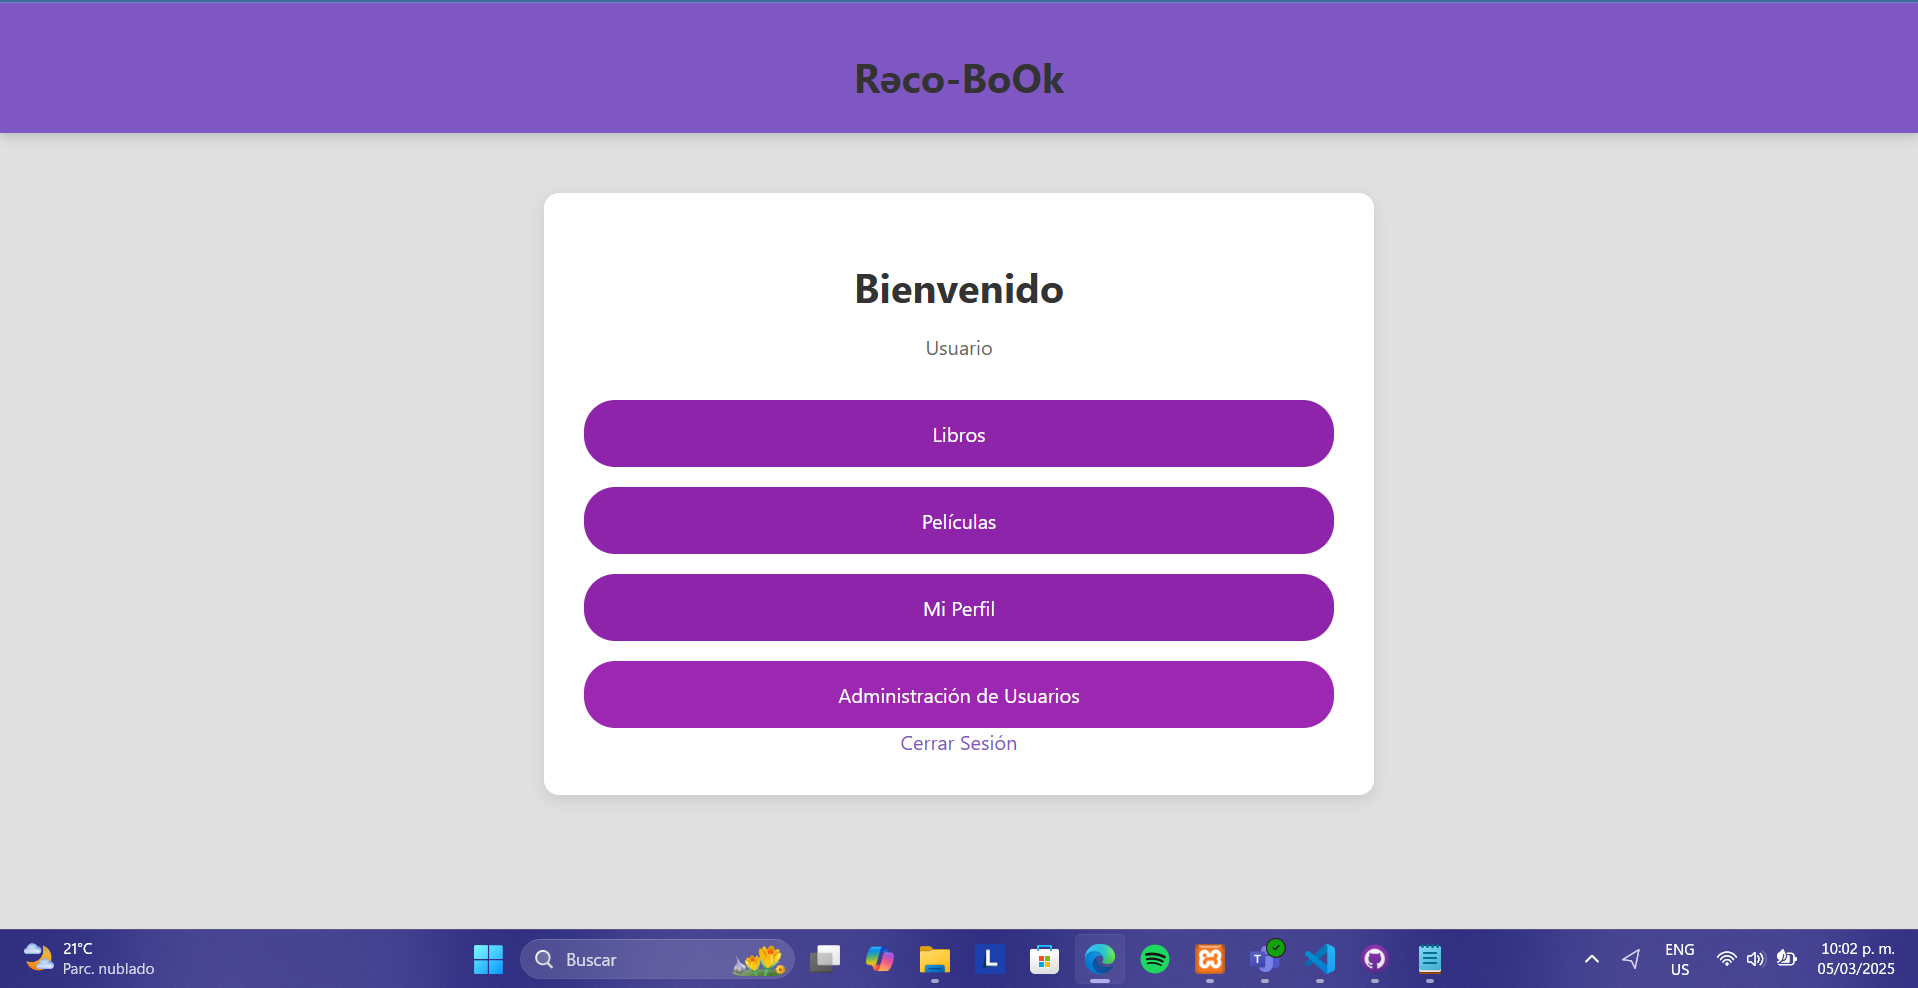 Rəco-BoOk
Bienvenido
Usuario
Libros
Películas
Mi Perfil
Administración de Usuarios
Cerrar Sesión
21°C
Parc. nublado
Buscar
L
T
ENG
US
10:02 p. m.
05/03/2025